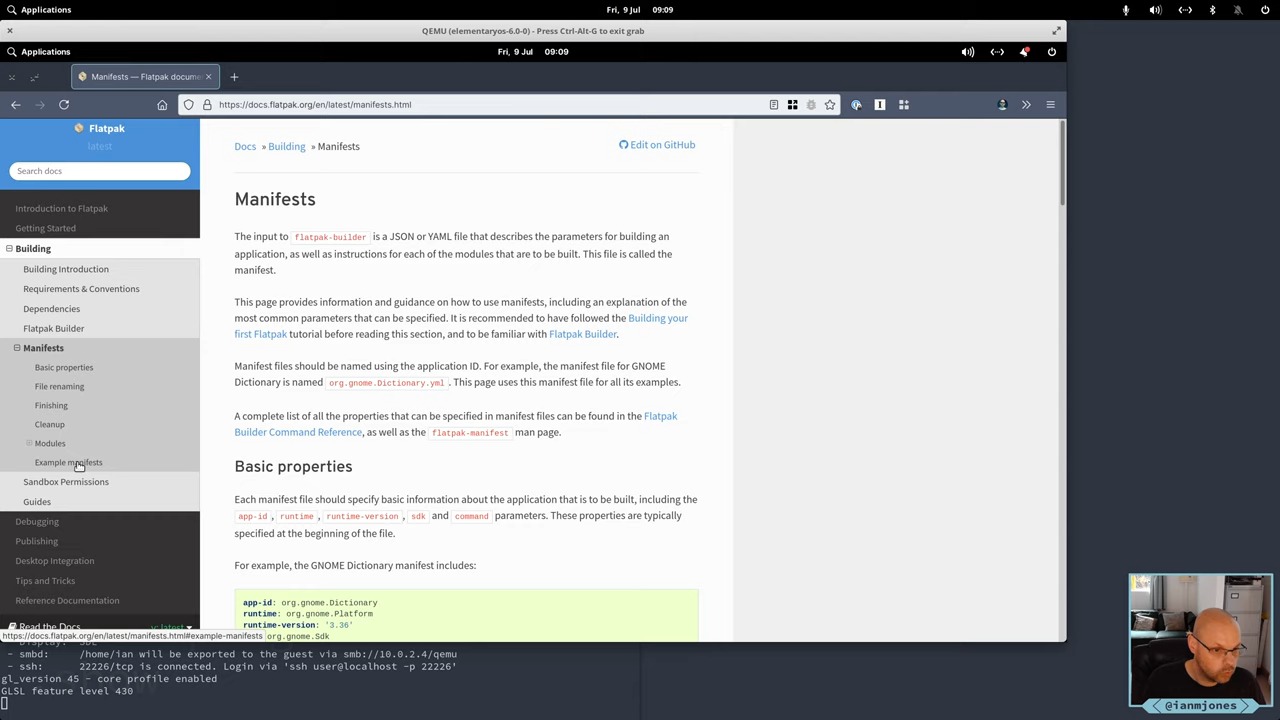 Applications
Fri, 9 Jul 09:09
QEMU (elementaryos-6.0-0) - Press Ctrl-Alt-G to exit grab
Applications
Fri, 9 Jul 09:09
Manifests — Flatpak docume
https://docs.flatpak.org/en/latest/manifests.html
Flatpak
latest
Search docs
Introduction to Flatpak
Getting Started
Building
Building Introduction
Requirements & Conventions
Dependencies
Flatpak Builder
Manifests
Basic properties
File renaming
Finishing
Cleanup
Modules
Example manifests
Sandbox Permissions
Guides
Debugging
Publishing
Desktop Integration
Tips and Tricks
Reference Documentation
Read the Docs
v: latest
https://docs.flatpak.org/en/latest/manifests.html#example-manifests
Docs » Building » Manifests
Edit on GitHub
Manifests
The input to flatpak-builder is a JSON or YAML file that describes the parameters for building an
application, as well as instructions for each of the modules that are to be built. This file is called the
manifest.
This page provides information and guidance on how to use manifests, including an explanation of the
most common parameters that can be specified. It is recommended to have followed the Building your
first Flatpak tutorial before reading this section, and to be familiar with Flatpak Builder.
Manifest files should be named using the application ID. For example, the manifest file for GNOME
Dictionary is named org.gnome.Dictionary.yml . This page uses this manifest file for all its examples.
A complete list of all the properties that can be specified in manifest files can be found in the Flatpak
Builder Command Reference, as well as the flatpak-manifest man page.
Basic properties
Each manifest file should specify basic information about the application that is to be built, including the
app-id , runtime , runtime-version , sdk and command parameters. These properties are typically
specified at the beginning of the file.
For example, the GNOME Dictionary manifest includes:
app-id: org.gnome.Dictionary
runtime: org.gnome.Platform
runtime-version: '3.36'
org.gnome.Sdk
- smbd: /home/ian will be exported to the guest via smb://10.0.2.4/qemu
- ssh: 22226/tcp is connected. Login via 'ssh user@localhost -p 22226'
gl_version 45 - core profile enabled
GLSL feature level 430
@ianmjones